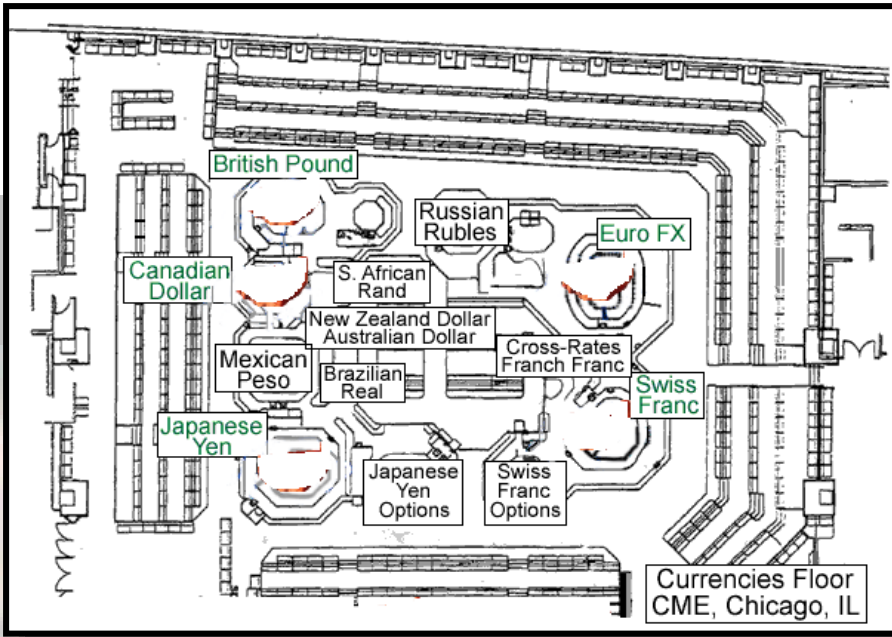 British Pound
Russian
Rubles
Euro FX
Canadian
Dollar
S. African
Rand
New Zealand Dollar
Australian Dollar
Cross-Rates
Franch Franc
Mexican
Peso
Brazilian
Real
Swiss
Franc
Japanese
Yen
Japanese
Yen
Options
Swiss
Franc
Options
Currencies Floor
CME, Chicago, IL